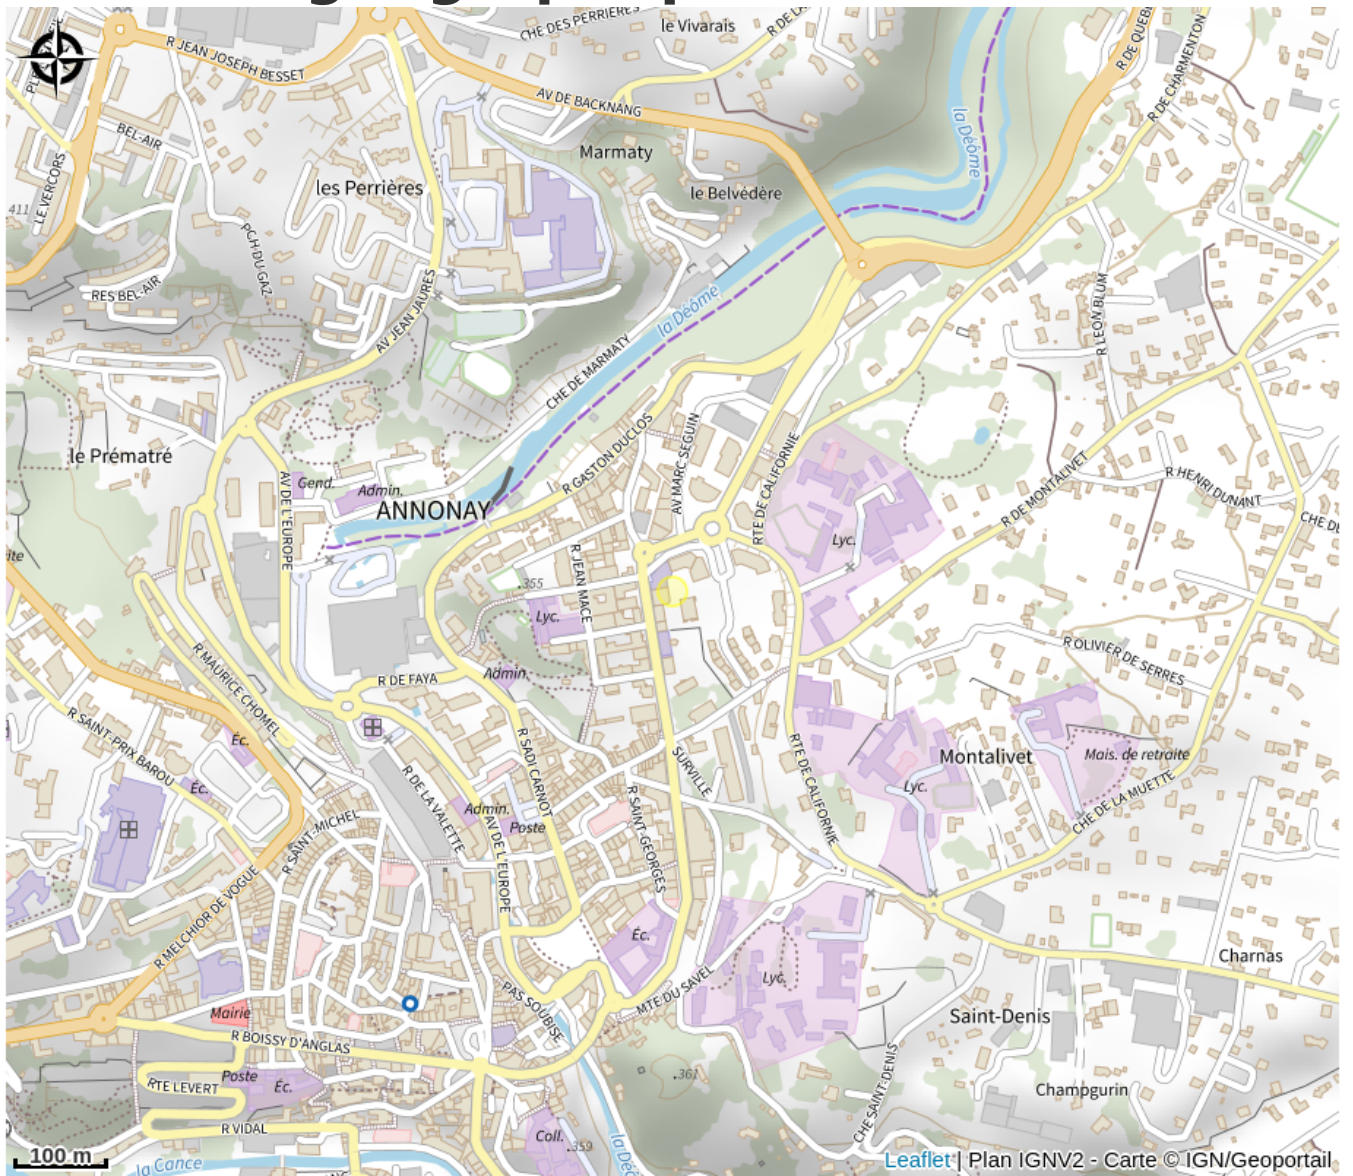 CHE DES PERRIÈRES
le Vivarais
R DE QUEB
R JEAN JOSEPH BESSET
AV DE BACKNANG
R DE CHARMENTON
la Déôme
BEL-AIR
Marmaty
les Perrières
le Belvédère
LE VERCORS
411
PCH DU GAZ
RES BEL-AIR
AV JEAN JAURES
la Déôme
R LEON BLUM
CHE DE MARMATY
le Prématré
R GASTON DUCLOS
AV MARC SEGUIN
RTE DE CALIFORNIE
Gend.
Admin.
ANNONAY
AV DE L'EUROPE
R HENRI DUNANT
R DE MONTALIVET
CHE DE
Lyc.
355
R JEAN MACE
Lyc.
R MAURICE CHOMEL
R DE FAYA
Admin.
R OLIVIER DE SERRES
R SAINT-PRIX BAROU
Éc.
R SADI CARNOT
SURVILLE
RTE DE CALIFORNIE
Montalivet
Mais. de retraite
Éc.
R DE LA VALETTE
Lyc.
Admin.
Poste
R SAINT-GEORGES
CHE DE LA MUETTE
R SAINT-MICHEL
AV DE L'EUROPE
R MELCHIOR DE VOGUE
Éc.
Charnas
Lyc.
PAS SOUBISE
MTE DU SAVEL
Mairie
Saint-Denis
R BOISSY D'ANGLAS
RTE LEVERT
Poste
Éc.
361
Champgurin
CHE SAINT-DENIS
R VIDAL
Coll.
359
100 m
la Cance
la Dé
Leaflet | Plan IGNV2 - Carte © IGN/Geoportail